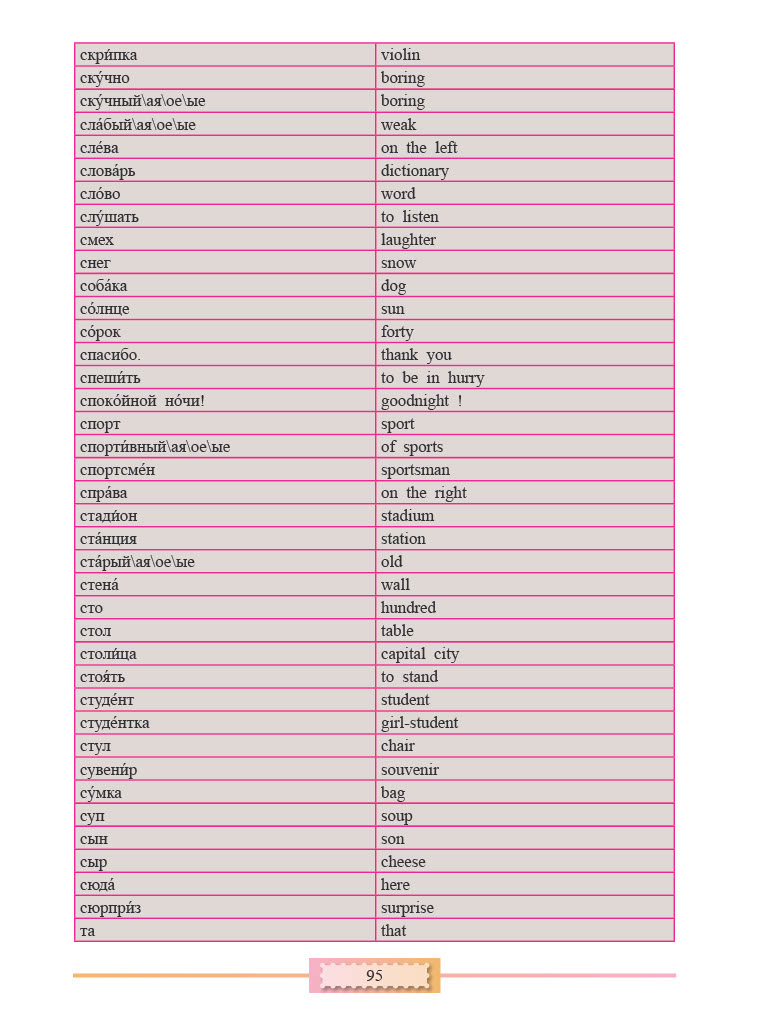 скри́пка violin
ску́чно boring
ску́чный\ая\ое\ые boring
сла́бый\ая\ое\ые weak
сле́ва on the left
слова́рь dictionary
сло́во word
слу́шать to listen
смех laughter
снег snow
соба́ка dog
со́лнце sun
со́рок forty
спасибо. thank you
спеши́ть to be in hurry
споко́йной но́чи! goodnight !
спорт sport
спорти́вный\ая\ое\ые of sports
спортсме́н sportsman
спра́ва on the right
стади́он stadium
ста́нция station
ста́рый\ая\ое\ые old
стена́ wall
сто hundred
стол table
столи́ца capital city
стоя́ть to stand
студе́нт student
студе́нтка girl-student
стул chair
сувени́р souvenir
су́мка bag
суп soup
сын son
сыр cheese
сюда́ here
сюрпри́з surprise
та that
95